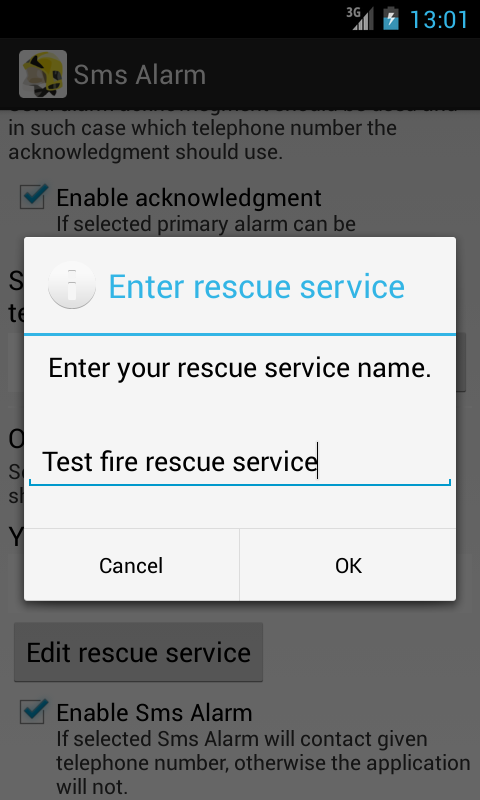 3G 13:01
Sms Alarm
in such case which telephone number the
acknowledgment should use.
Enable acknowledgment
If selected primary alarm can be
Enter rescue service
Enter your rescue service name.
Test fire rescue service
Cancel OK
Edit rescue service
Enable Sms Alarm
If selected Sms Alarm will contact given
telephone number, otherwise the application
will not.